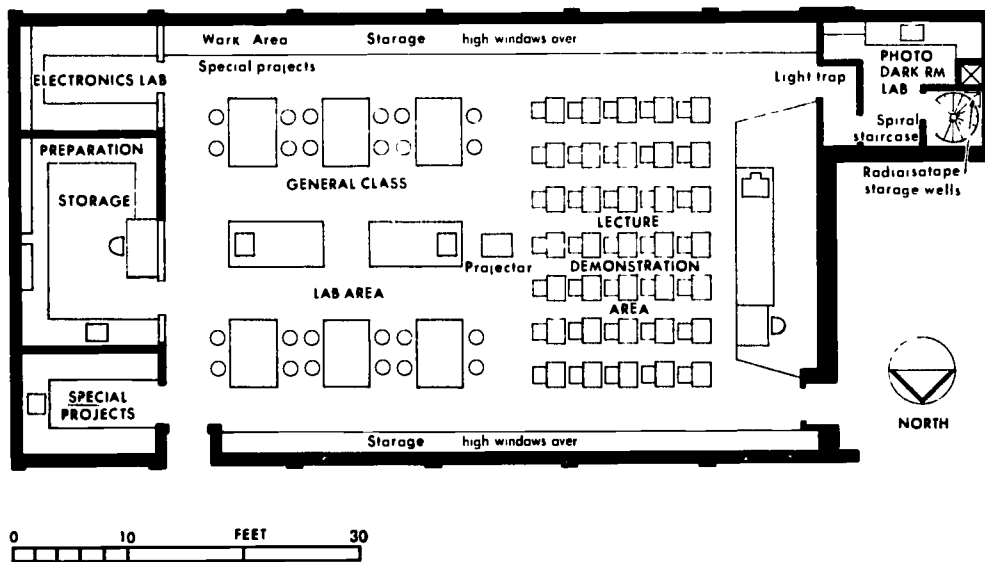 Work Area Storage high windows over
Special projects
ELECTRONICS LAB
Light trap
PHOTO
DARK RM
LAB
Spiral
staircase
PREPARATION
STORAGE
GENERAL CLASS
Radial satape
storage wells
LECTURE
Projector
DEMONSTRATION
LAB AREA
AREA
SPECIAL
PROJECTS
NORTH
Storage high windows over
0 10 FEET 30